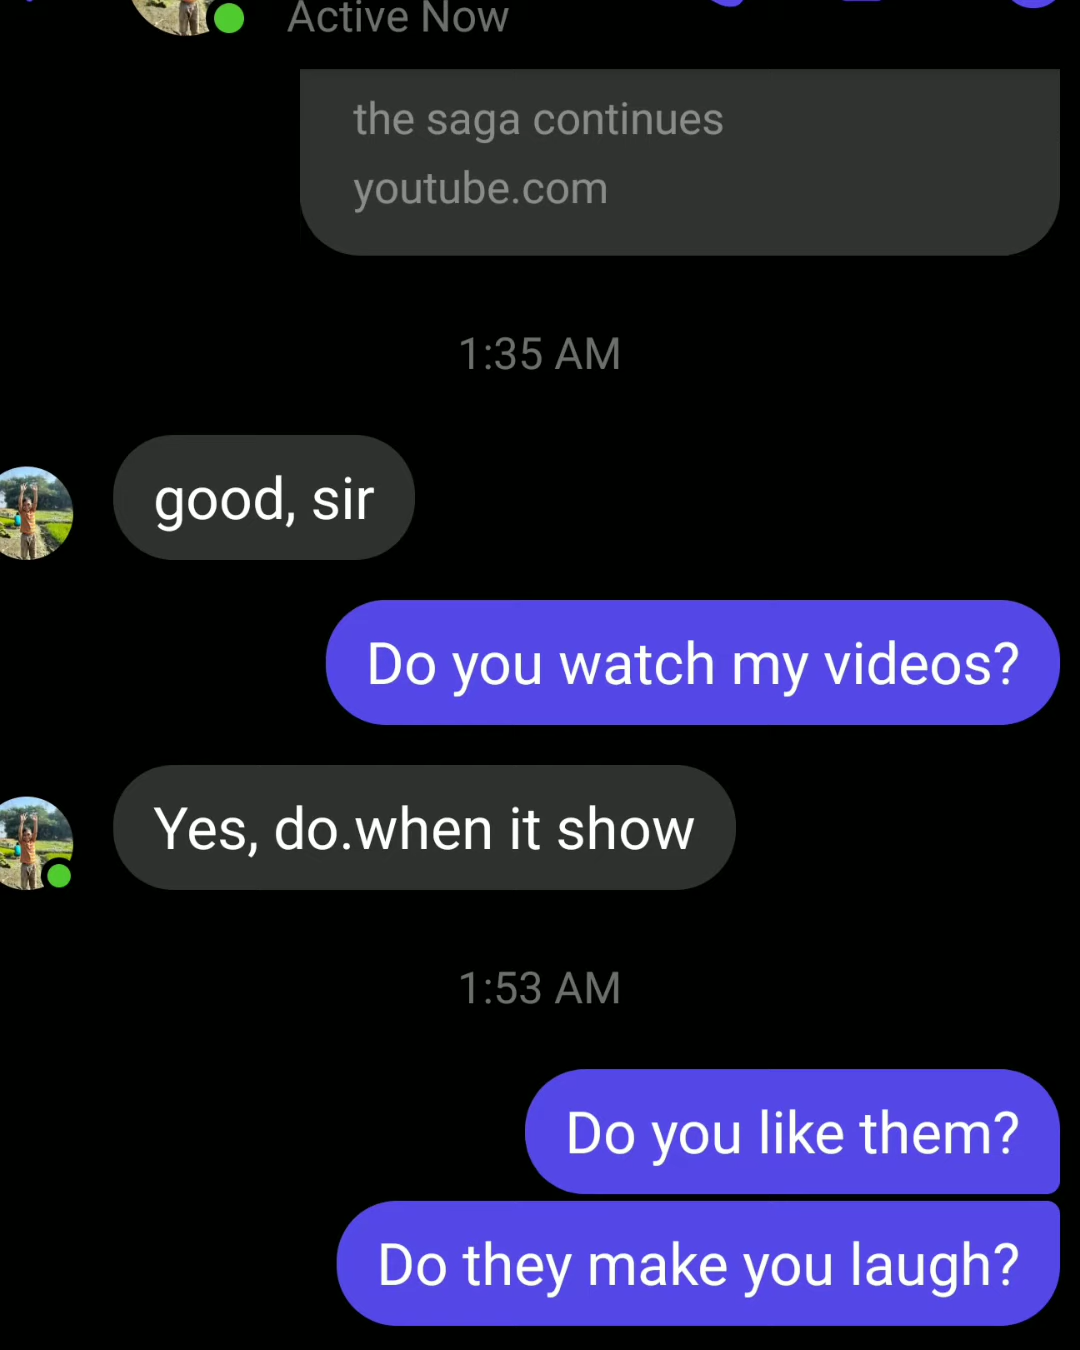 Active Now
the saga continues
youtube.com
1:35 AM
good, sir
Do you watch my videos?
Yes, do.when it show
1:53 AM
Do you like them?
Do they make you laugh?